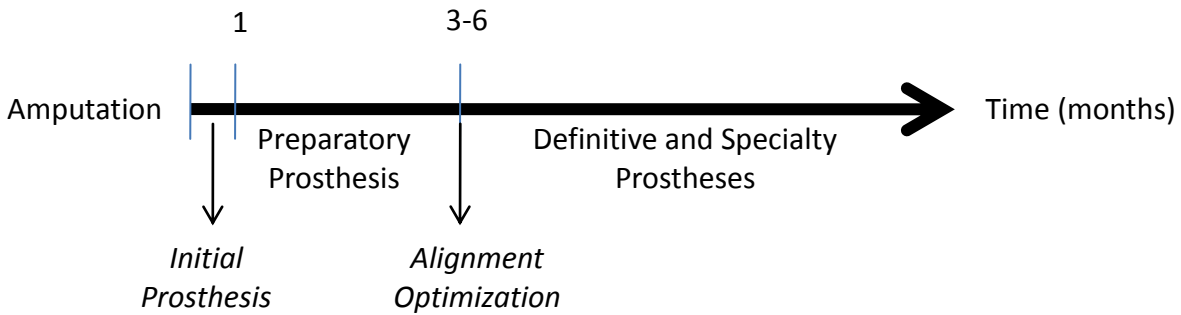 1
3-6
Amputation
Time (months)
Preparatory
Prosthesis
Definitive and Specialty
Prostheses
Initial
Prosthesis
Alignment
Optimization